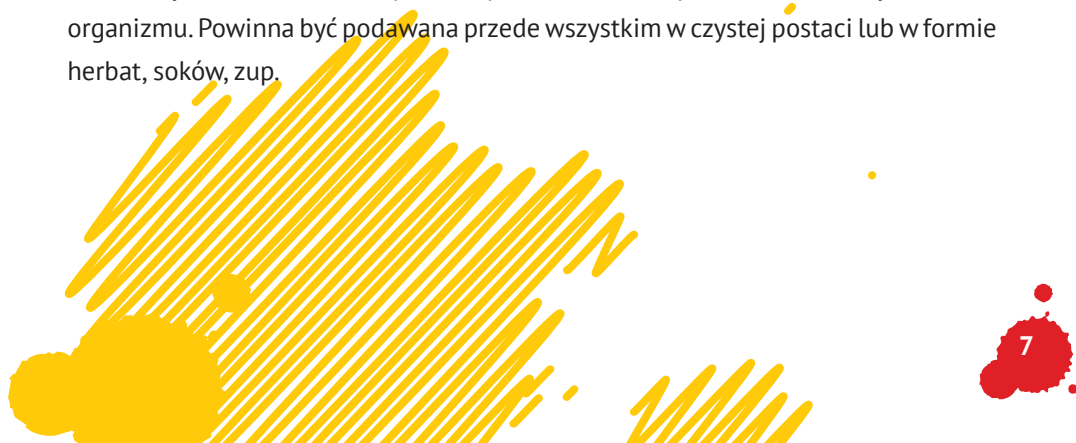 organizmu. Powinna być podawana przede wszystkim w czystej postaci lub w formie
herbat, soków, zup.
7